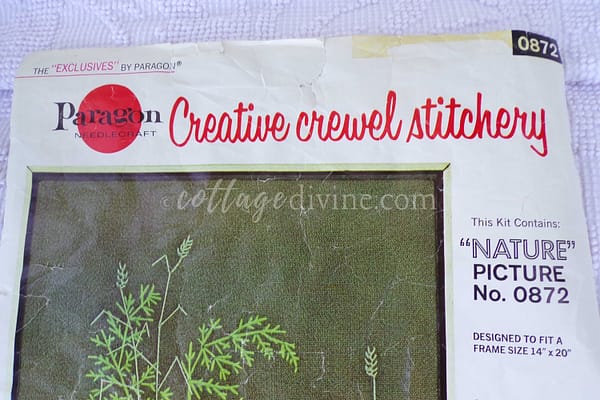 0872
THE "EXCLUSIVES" BY PARAGON®
Paragon
NEEDLECRAFT
Creative crewel stitchery
©cottagedivine.com
This Kit Contains:
"NATURE"
PICTURE
No. 0872
DESIGNED TO FIT A
FRAME SIZE 14" x 20"